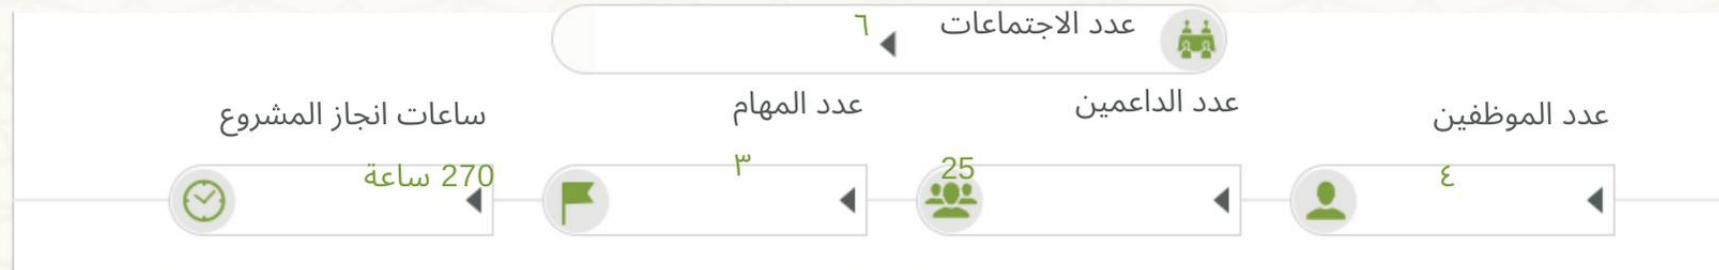 عدد الاجتماعات
٦
عدد الموظفين
٤
عدد الداعمين
25
عدد المهام
٣
ساعات انجاز المشروع
270 ساعة